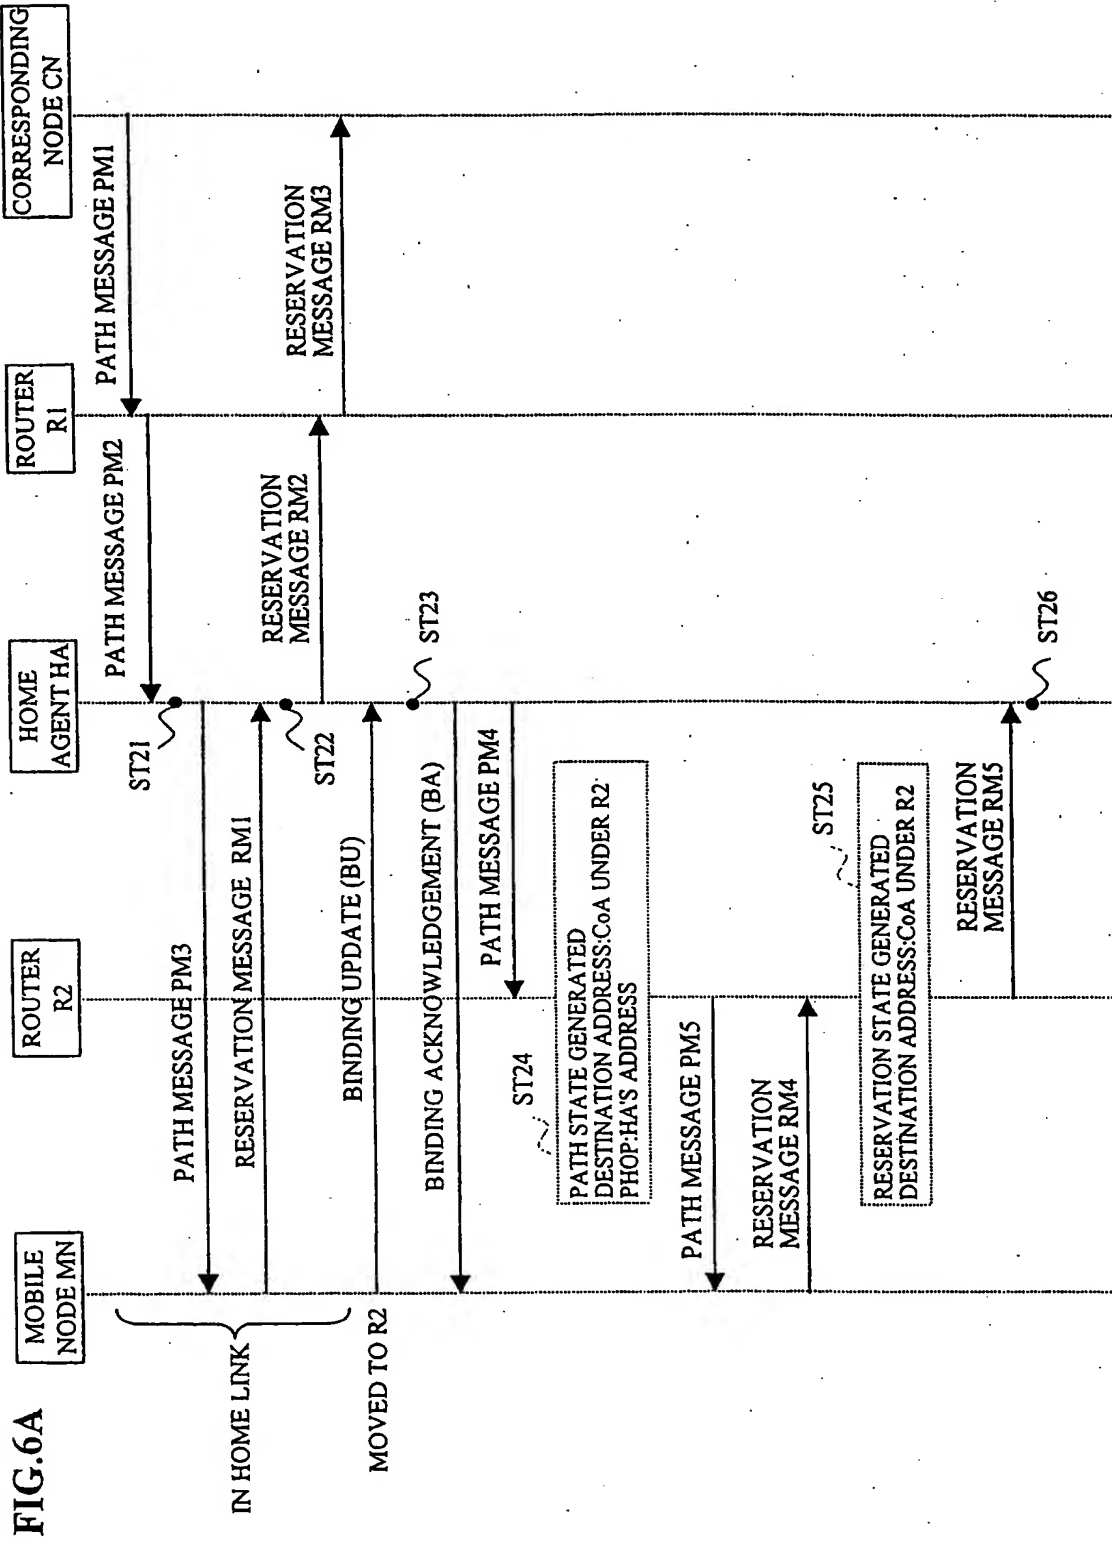 FIG.6A
MOBILE
NODE MN
ROUTER
R2
HOME
AGENT HA
ROUTER
R1
CORRESPONDING
NODE CN
IN HOME LINK
PATH MESSAGE PM1
PATH MESSAGE PM2
ST21
PATH MESSAGE PM3
RESERVATION MESSAGE RM1
ST22
RESERVATION
MESSAGE RM2
RESERVATION
MESSAGE RM3
MOVED TO R2
BINDING UPDATE (BU)
ST23
BINDING ACKNOWLEDGEMENT (BA)
PATH MESSAGE PM4
ST24
PATH STATE GENERATED
DESTINATION ADDRESS:CoA UNDER R2
PHOP:HA'S ADDRESS
PATH MESSAGE PM5
RESERVATION
MESSAGE RM4
ST25
RESERVATION STATE GENERATED
DESTINATION ADDRESS:CoA UNDER R2
RESERVATION
MESSAGE RM5
ST26